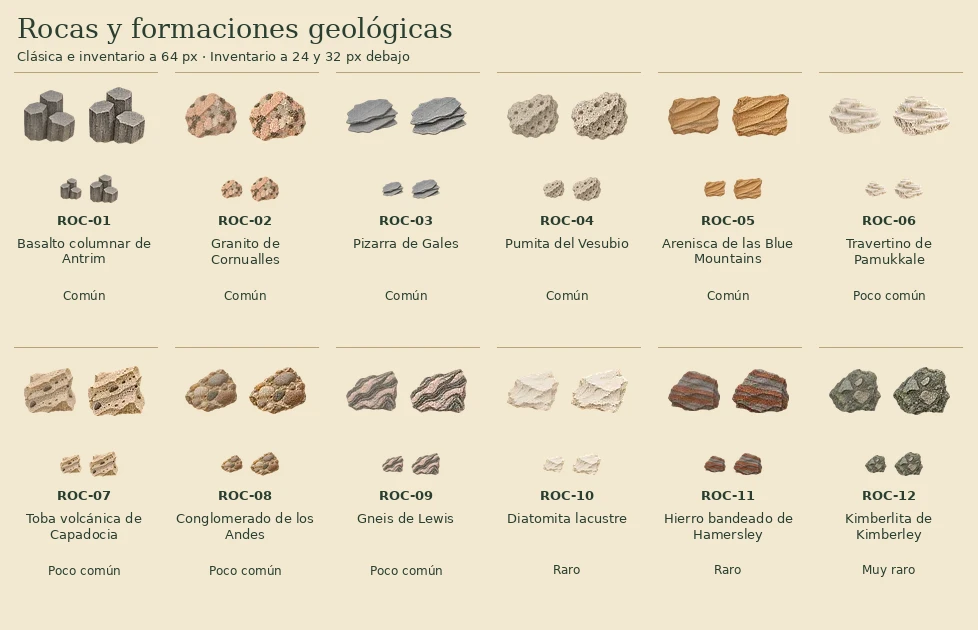 Rocas y formaciones geológicas
Clásica e inventario a 64 px · Inventario a 24 y 32 px debajo
ROC-01
Basalto columnar de
Antrim
Común
ROC-02
Granito de
Cornualles
Común
ROC-03
Pizarra de Gales
Común
ROC-04
Pumita del Vesubio
Común
ROC-05
Arenisca de las Blue
Mountains
Común
ROC-06
Travertino de
Pamukkale
Poco común
ROC-07
Toba volcánica de
Capadocia
Poco común
ROC-08
Conglomerado de los
Andes
Poco común
ROC-09
Gneis de Lewis
Poco común
ROC-10
Diatomita lacustre
Raro
ROC-11
Hierro bandeado de
Hamersley
Raro
ROC-12
Kimberlita de
Kimberley
Muy raro